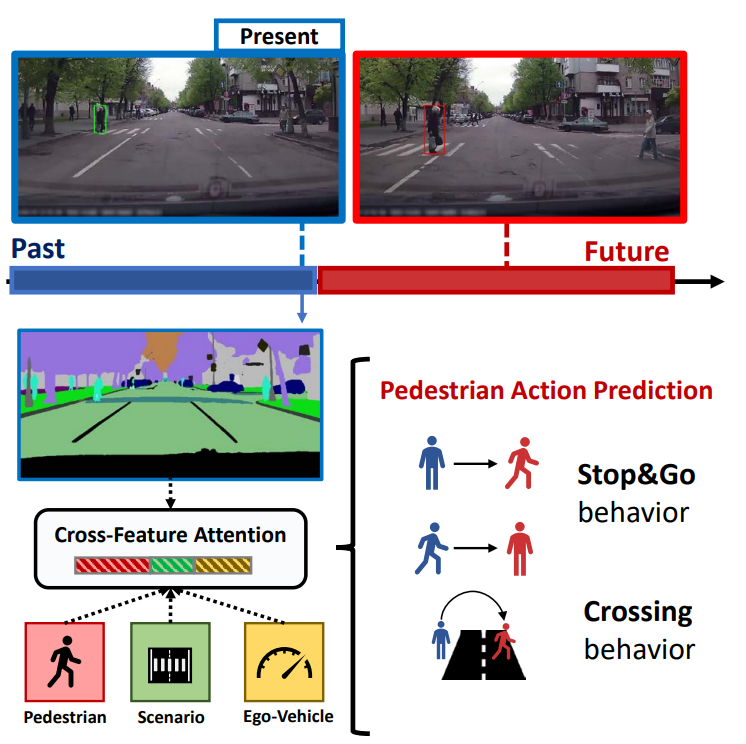 Present
Past
Future
Pedestrian Action Prediction
Stop&Go
behavior
Cross-Feature Attention
Crossing
behavior
Pedestrian
Scenario
Ego-Vehicle